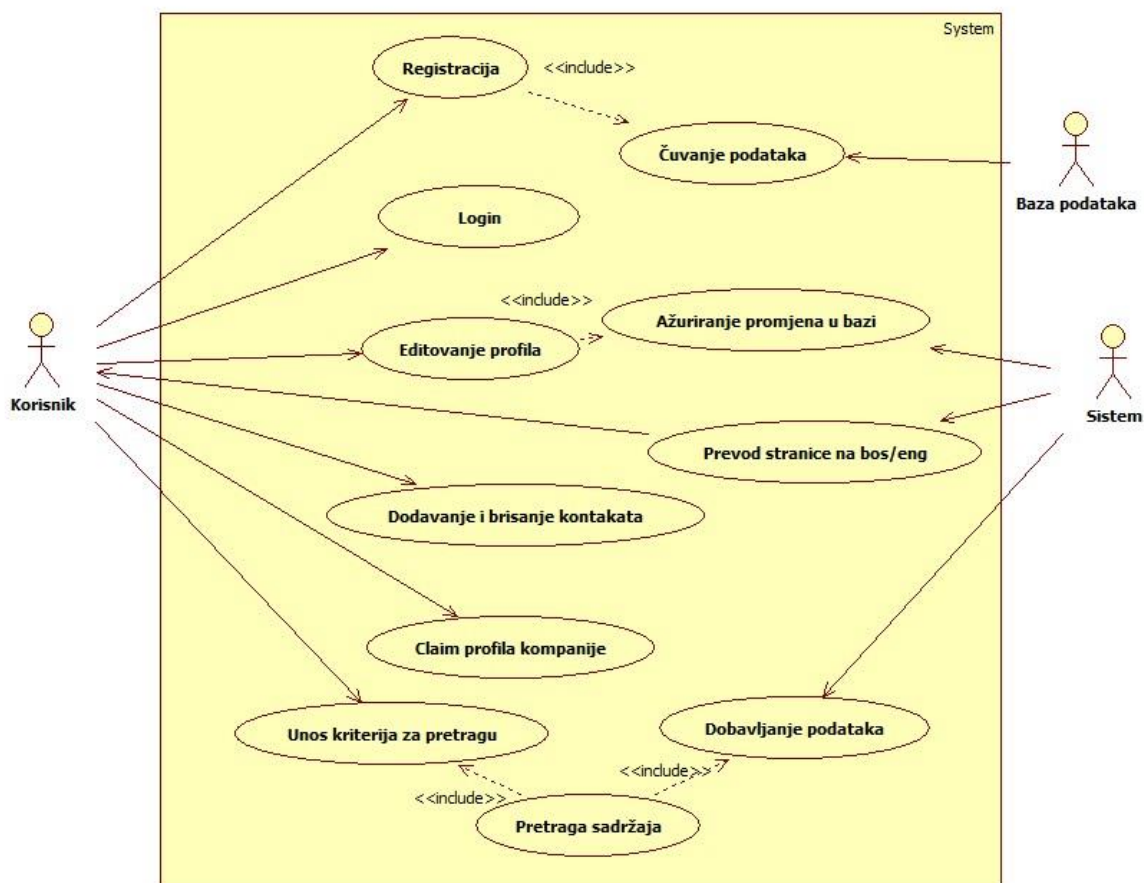 System
Registracija
<<include>>
Čuvanje podataka
Baza podataka
Login
<<include>>
Ažuriranje promjena u bazi
Editovanje profila
Korisnik
Sistem
Prevod stranice na bos/eng
Dodavanje i brisanje kontakata
Claim profila kompanije
Unos kriterija za pretragu
Dobavljanje podataka
<<include>>
<<include>>
Pretraga sadržaja